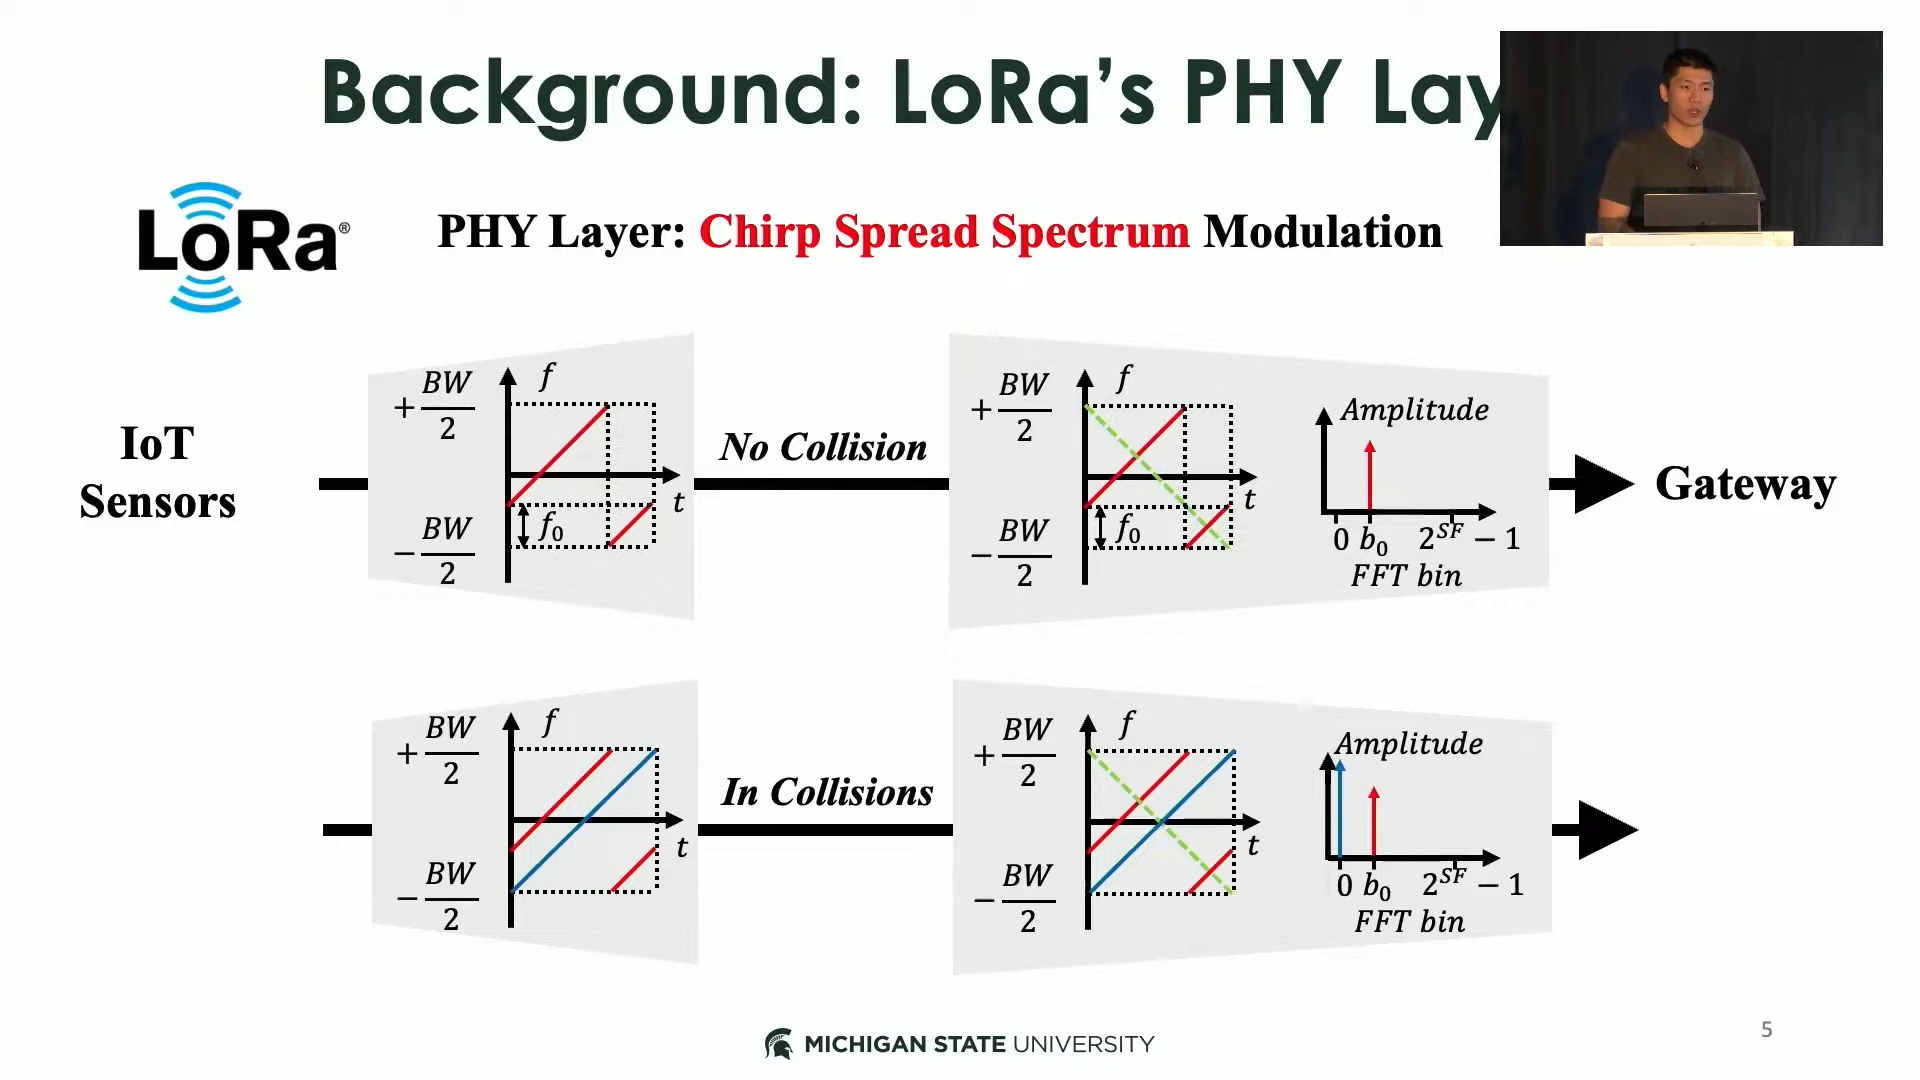 Background: LoRa's PHY Lay
LoRa®
PHY Layer: Chirp Spread Spectrum Modulation
IoT
Sensors
+ BW/2
f
f₀
t
− BW/2
No Collision
+ BW/2
f
f₀
t
− BW/2
Amplitude
0 b₀ 2^SF − 1
FFT bin
Gateway
+ BW/2
f
t
− BW/2
In Collisions
+ BW/2
f
t
− BW/2
Amplitude
0 b₀ 2^SF − 1
FFT bin
MICHIGAN STATE UNIVERSITY
5